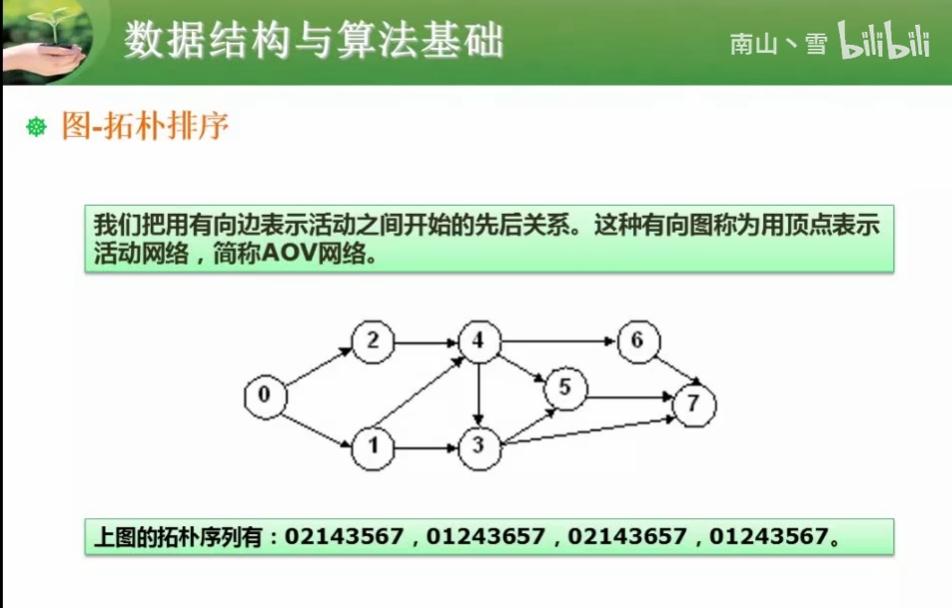 数据结构与算法基础
南山丶雪 bilibili
图-拓朴排序
我们把用有向边表示活动之间开始的先后关系。这种有向图称为用顶点表示
活动网络，简称AOV网络。
2 4 6
0 5 7
1 3
上图的拓朴序列有：02143567，01243657，02143657，01243567。